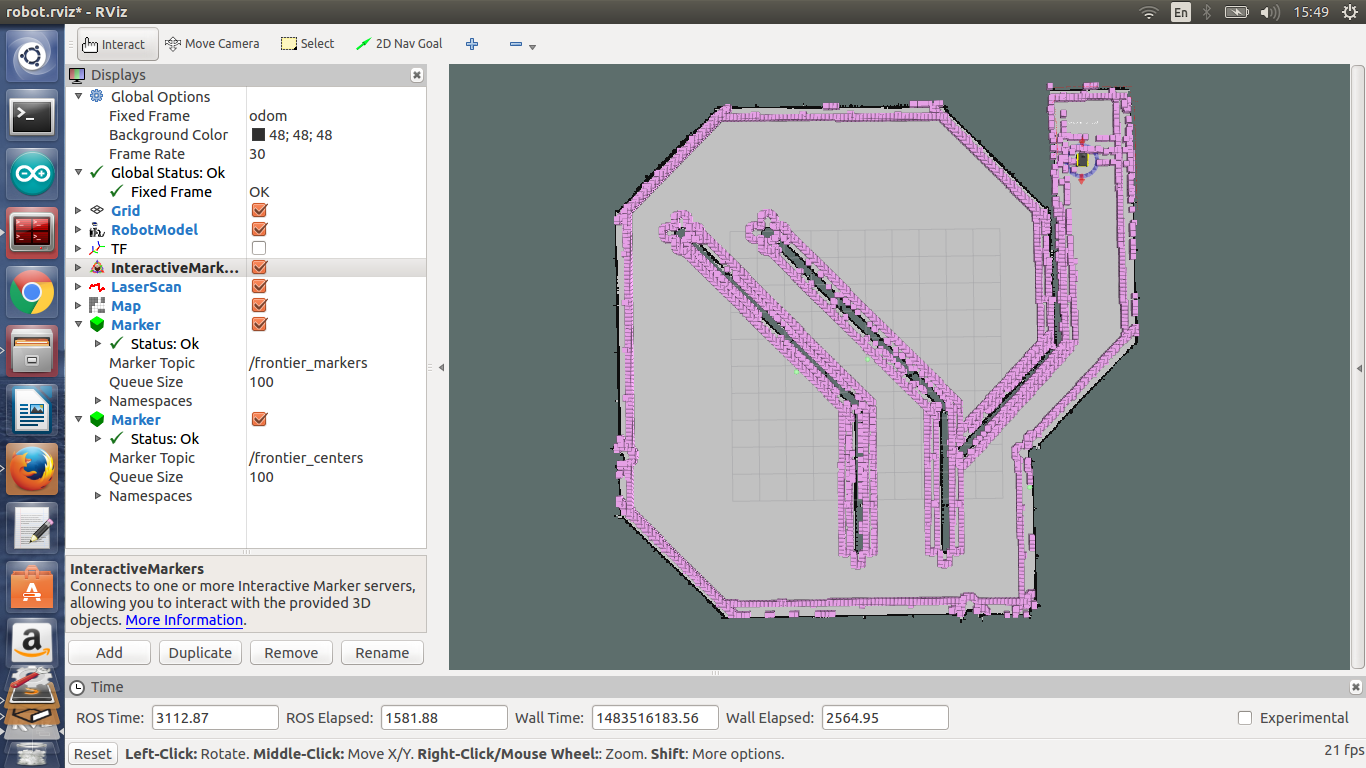 robot.rviz* - RViz
En
15:49
Interact
Move Camera
Select
2D Nav Goal
Displays
Global Options
Fixed Frame odom
Background Color 48; 48; 48
Frame Rate 30
Global Status: Ok
Fixed Frame OK
Grid
RobotModel
TF
InteractiveMark...
LaserScan
Map
Marker
Status: Ok
Marker Topic /frontier_markers
Queue Size 100
Namespaces
Marker
Status: Ok
Marker Topic /frontier_centers
Queue Size 100
Namespaces
InteractiveMarkers
Connects to one or more Interactive Marker servers,
allowing you to interact with the provided 3D
objects. More Information.
Add Duplicate Remove Rename
Time
ROS Time: 3112.87 ROS Elapsed: 1581.88 Wall Time: 1483516183.56 Wall Elapsed: 2564.95 Experimental
Reset Left-Click: Rotate. Middle-Click: Move X/Y. Right-Click/Mouse Wheel:: Zoom. Shift: More options. 21 fps